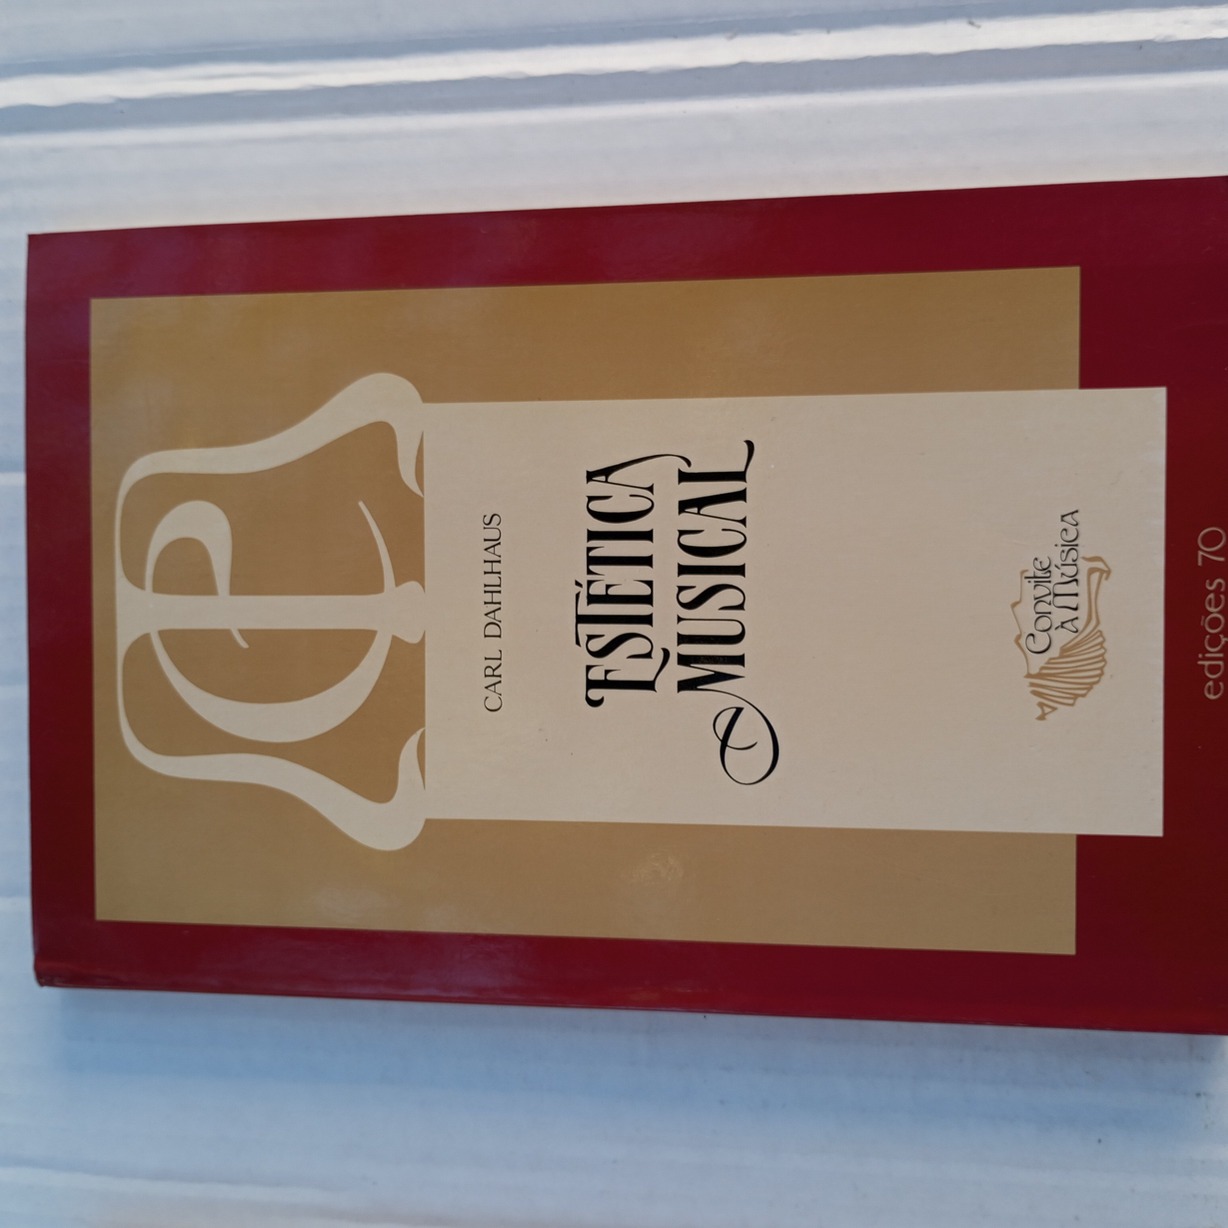 CARL DAHLHAUS
ESTÉTICA
MUSICAL
Convite
à Música
edições 70